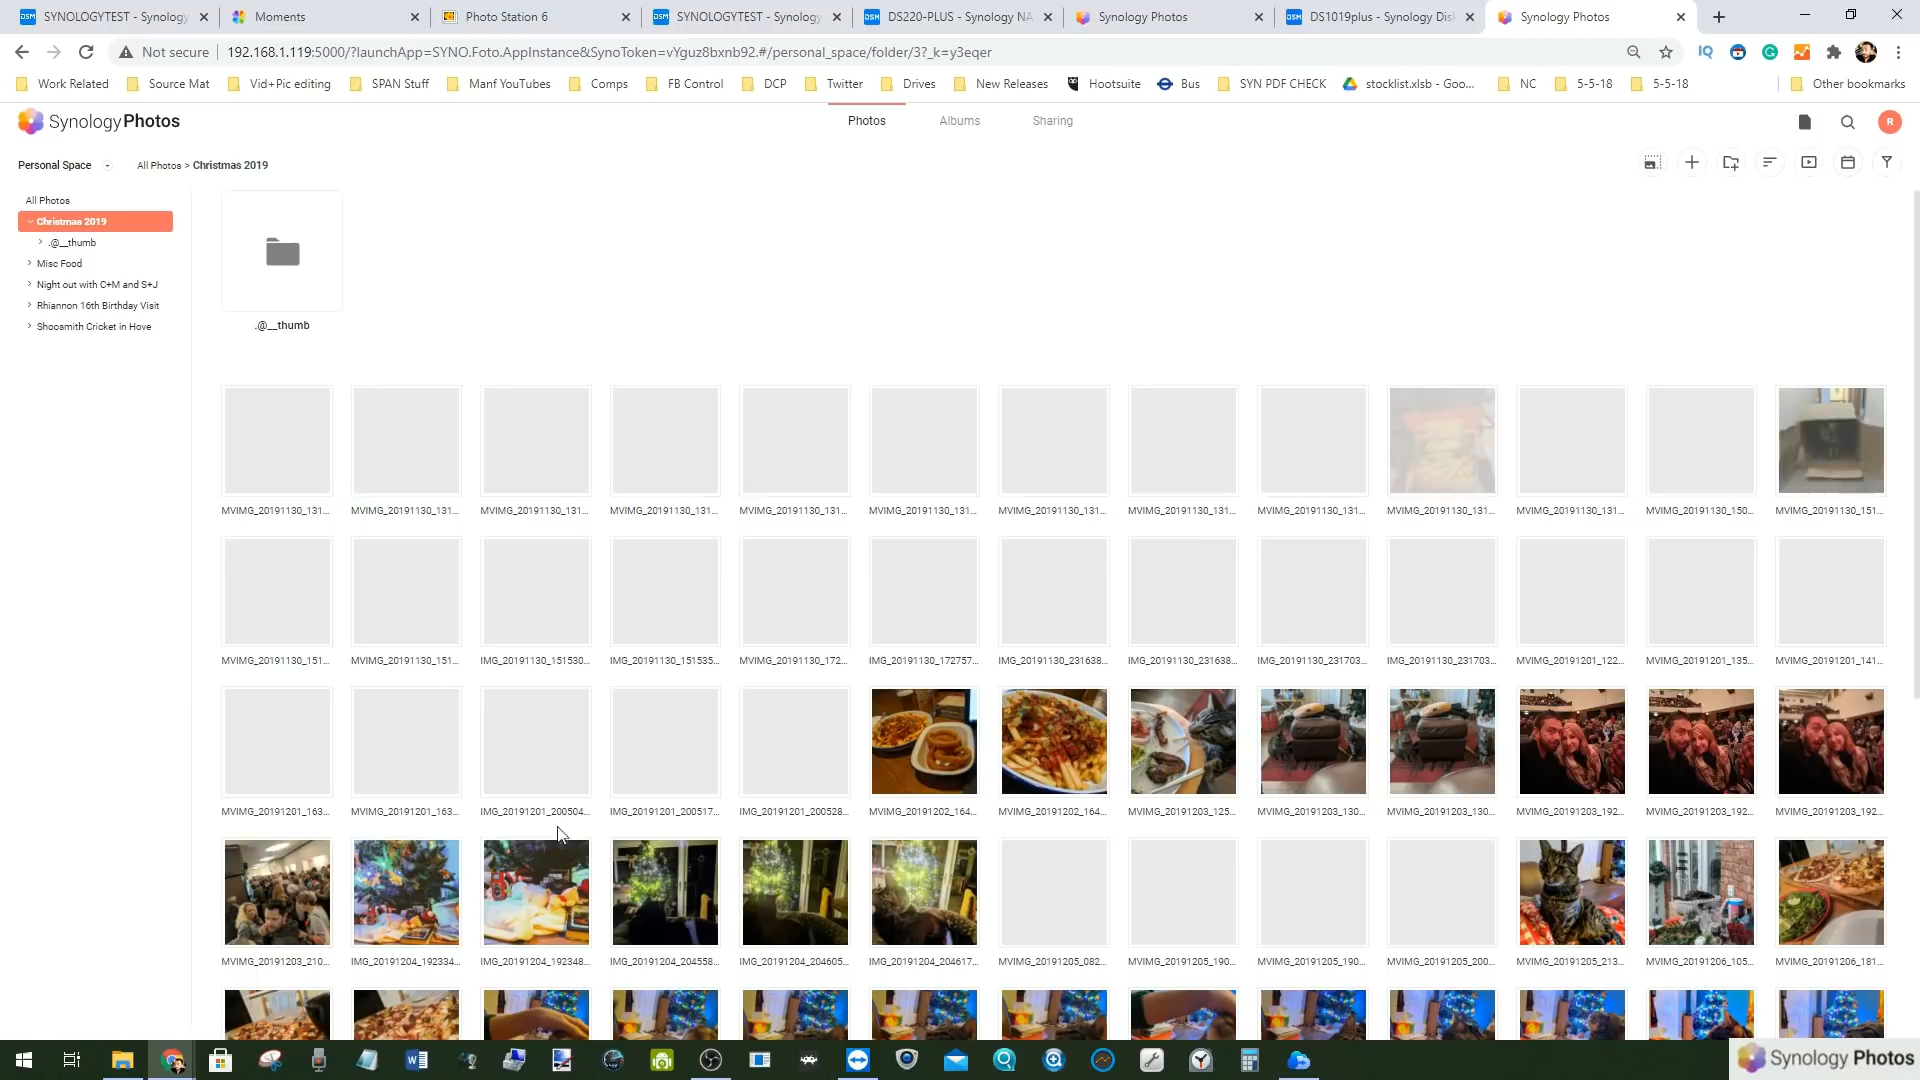 SYNOLOGYTEST - Synology
Moments
Photo Station 6
SYNOLOGYTEST - Synology
DS220-PLUS - Synology NA
Synology Photos
DS1019plus - Synology Dis
Synology Photos
Not secure
192.168.1.119:5000/?launchApp=SYNO.Foto.AppInstance&SynoToken=vYguz8bxnb92.#/personal_space/folder/3?_k=y3eqer
Work Related
Source Mat
Vid+Pic editing
SPAN Stuff
Manf YouTubes
Comps
FB Control
DCP
Twitter
Drives
New Releases
Hootsuite
Bus
SYN PDF CHECK
stocklist.xlsb - Goo...
NC
5-5-18
5-5-18
Other bookmarks
SynologyPhotos
Photos
Albums
Sharing
R
Personal Space
All Photos > Christmas 2019
All Photos
Christmas 2019
.@__thumb
Misc Food
Night out with C+M and S+J
Rhiannon 16th Birthday Visit
Shoosmith Cricket in Hove
.@__thumb
MVIMG_20191130_131...
MVIMG_20191130_131...
MVIMG_20191130_131...
MVIMG_20191130_131...
MVIMG_20191130_131...
MVIMG_20191130_131...
MVIMG_20191130_131...
MVIMG_20191130_131...
MVIMG_20191130_131...
MVIMG_20191130_131...
MVIMG_20191130_131...
MVIMG_20191130_150...
MVIMG_20191130_151...
MVIMG_20191130_151...
MVIMG_20191130_151...
IMG_20191130_151530...
IMG_20191130_151535...
MVIMG_20191130_172...
IMG_20191130_172757...
IMG_20191130_231638...
IMG_20191130_231638...
IMG_20191130_231703...
IMG_20191130_231703...
MVIMG_20191201_122...
MVIMG_20191201_135...
MVIMG_20191201_141...
MVIMG_20191201_163...
MVIMG_20191201_163...
IMG_20191201_200504...
IMG_20191201_200517...
IMG_20191201_200528...
MVIMG_20191202_164...
MVIMG_20191202_164...
MVIMG_20191203_125...
MVIMG_20191203_130...
MVIMG_20191203_130...
MVIMG_20191203_192...
MVIMG_20191203_192...
MVIMG_20191203_192...
MVIMG_20191203_210...
IMG_20191204_192334...
IMG_20191204_192348...
IMG_20191204_204558...
IMG_20191204_204605...
IMG_20191204_204617...
MVIMG_20191205_082...
MVIMG_20191205_190...
MVIMG_20191205_190...
MVIMG_20191205_200...
MVIMG_20191205_213...
MVIMG_20191206_105...
MVIMG_20191206_181...
Synology Photos